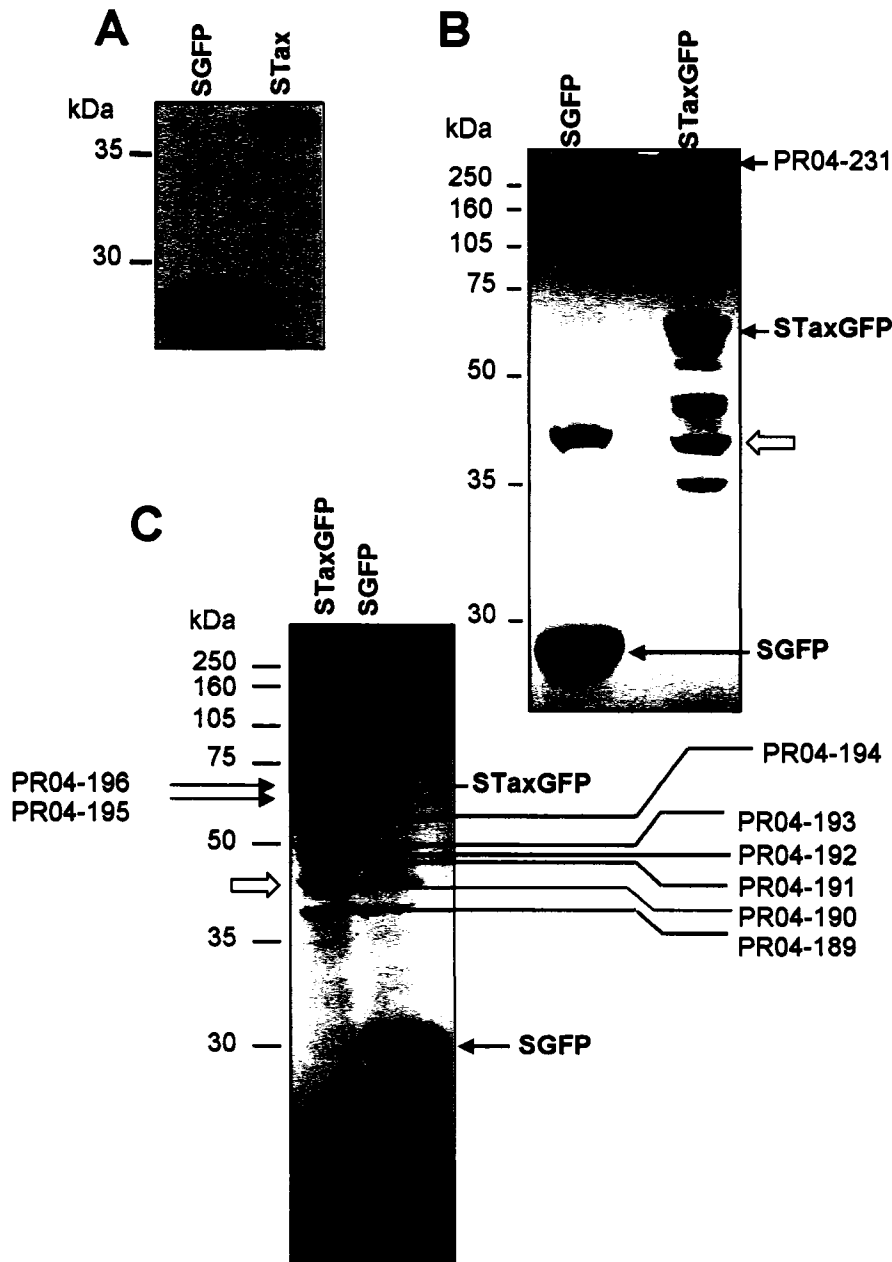 A
SGFP
STax
kDa
35
30
B
SGFP
STaxGFP
kDa
250
160
105
75
50
35
30
PR04-231
STaxGFP
SGFP
C
STaxGFP
SGFP
kDa
250
160
105
75
50
35
30
PR04-196
PR04-195
STaxGFP
SGFP
PR04-194
PR04-193
PR04-192
PR04-191
PR04-190
PR04-189